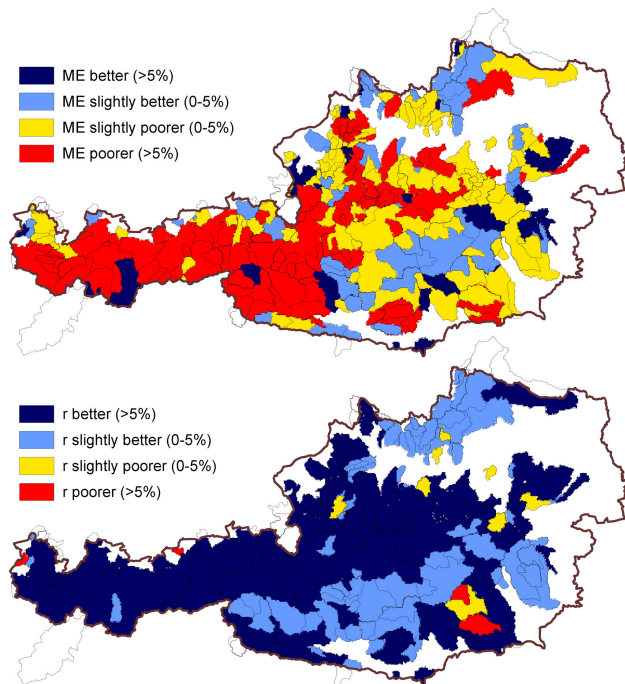 ME better (>5%)
ME slightly better (0-5%)
ME slightly poorer (0-5%)
ME poorer (>5%)
r better (>5%)
r slightly better (0-5%)
r slightly poorer (0-5%)
r poorer (>5%)